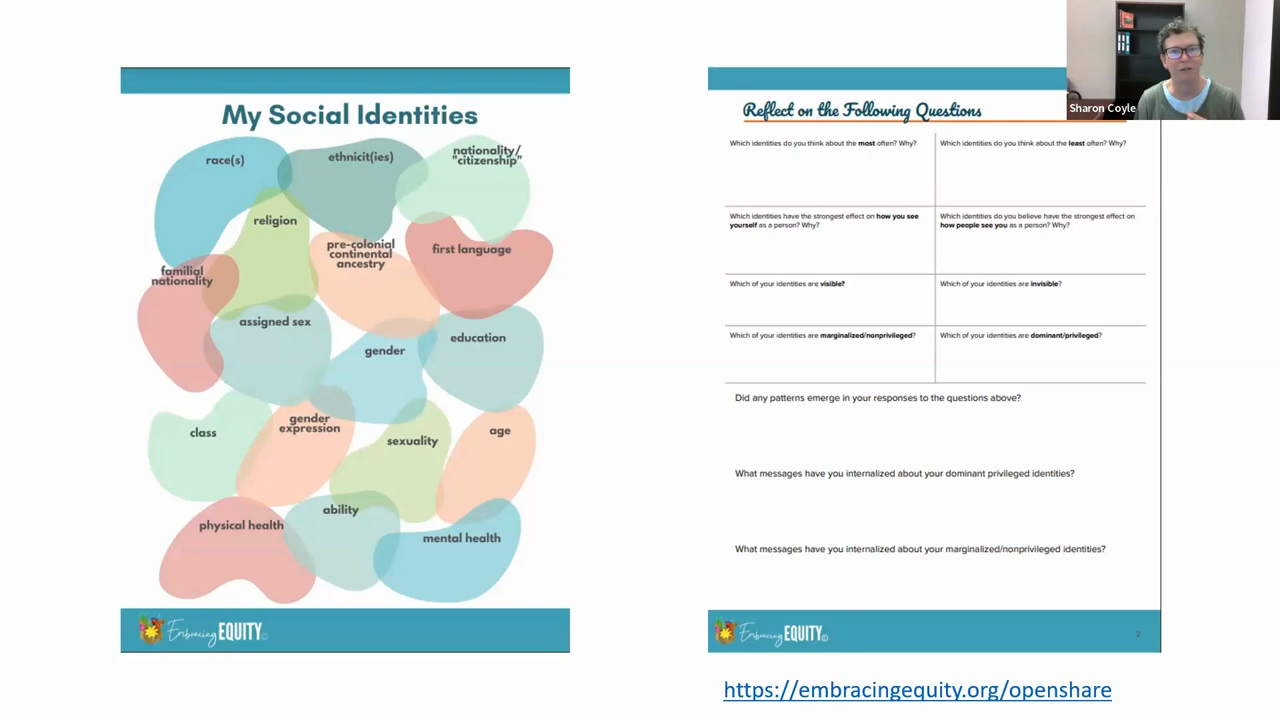 My Social Identities
race(s)
ethnicit(ies)
nationality/
"citizenship"
religion
pre-colonial
continental
ancestry
first language
familial
nationality
assigned sex
gender
education
class
gender
expression
sexuality
age
physical health
ability
mental health
Embracing EQUITY©
Reflect on the Following Questions
Which identities do you think about the most often? Why?
Which identities do you think about the least often? Why?
Which identities have the strongest effect on how you see
yourself as a person? Why?
Which identities do you believe have the strongest effect on
how people see you as a person? Why?
Which of your identities are visible?
Which of your identities are invisible?
Which of your identities are marginalized/nonprivileged?
Which of your identities are dominant/privileged?
Did any patterns emerge in your responses to the questions above?
What messages have you internalized about your dominant privileged identities?
What messages have you internalized about your marginalized/nonprivileged identities?
Embracing EQUITY©
2
https://embracingequity.org/openshare
Sharon Coyle